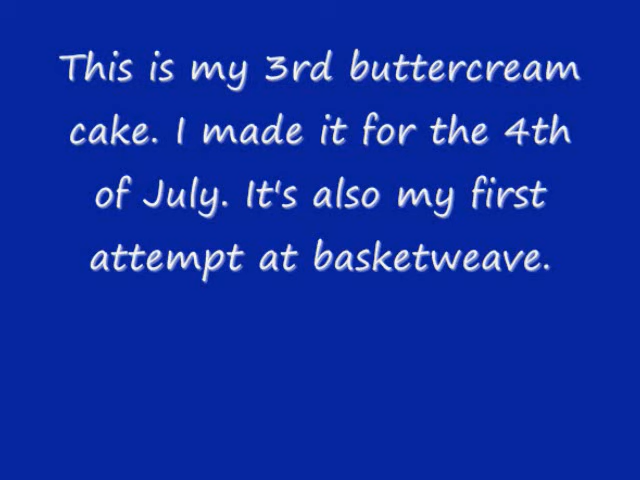 This is my 3rd buttercream
cake. I made it for the 4th
of July. It's also my first
attempt at basketweave.